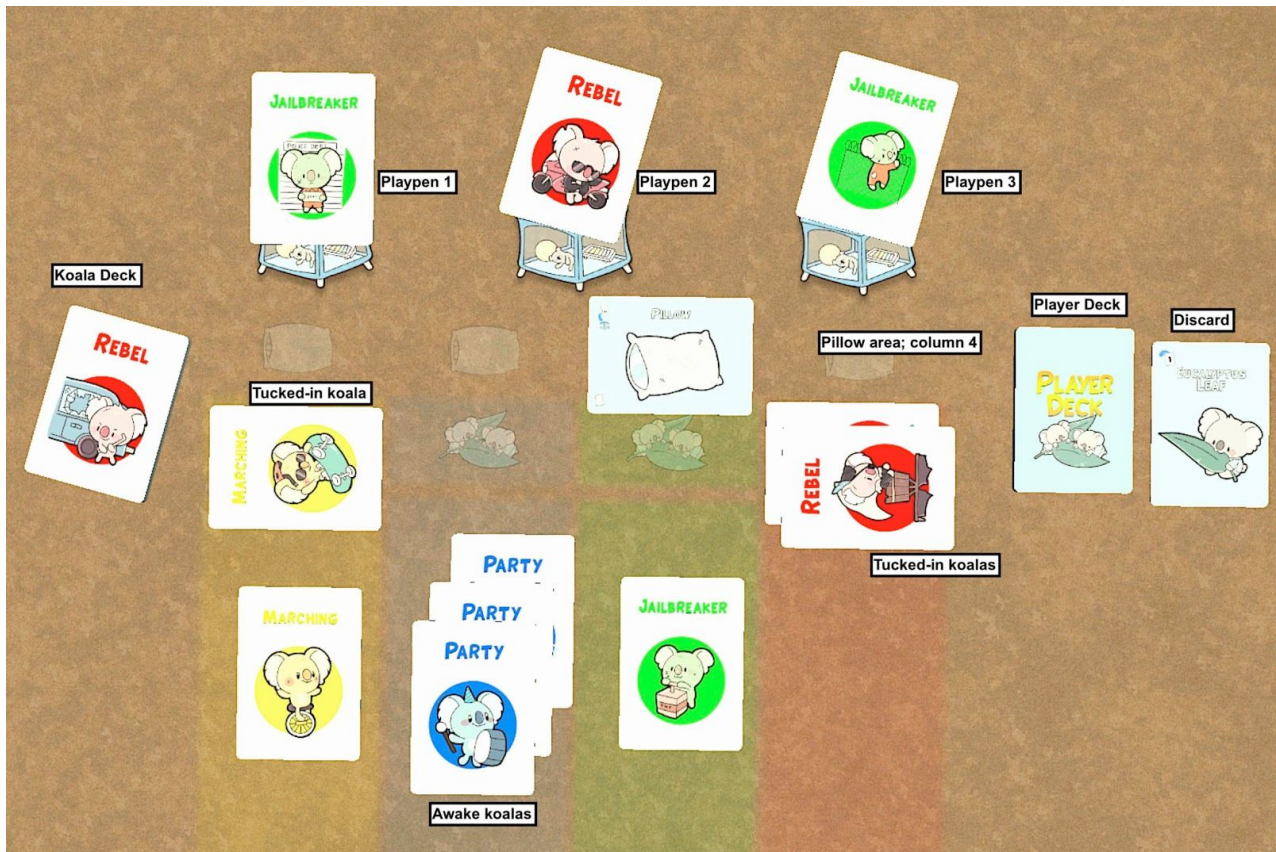 JAILBREAKER
REBEL
JAILBREAKER
Playpen 1
Playpen 2
Playpen 3
Koala Deck
REBEL
PILLOW
Pillow area; column 4
Player Deck
Discard
PLAYER
DECK
EUCALYPTUS
LEAF
1
Tucked-in koala
MARCHING
REBEL
Tucked-in koalas
MARCHING
PARTY
PARTY
PARTY
JAILBREAKER
Awake koalas